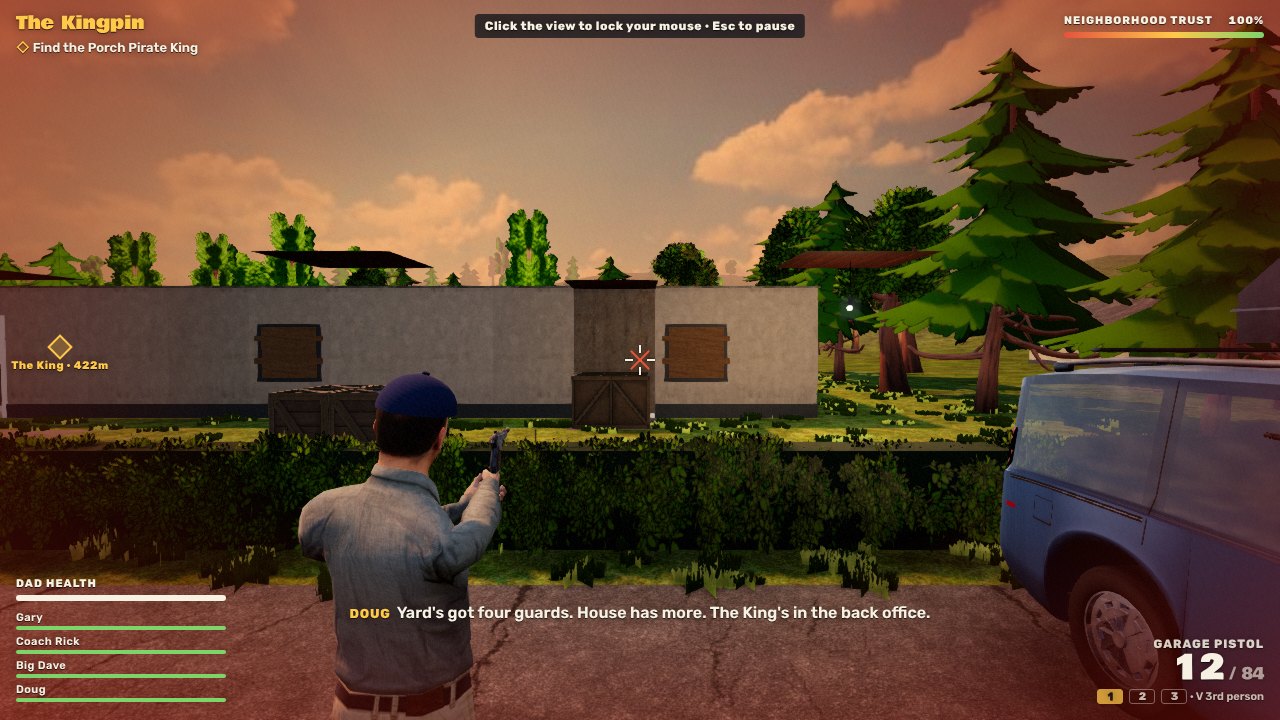 The Kingpin
Find the Porch Pirate King
Click the view to lock your mouse • Esc to pause
NEIGHBORHOOD TRUST 100%
The King • 422m
DAD HEALTH
Gary
Coach Rick
Big Dave
Doug
DOUG Yard's got four guards. House has more. The King's in the back office.
GARAGE PISTOL
12 / 84
1 2 3 • V 3rd person